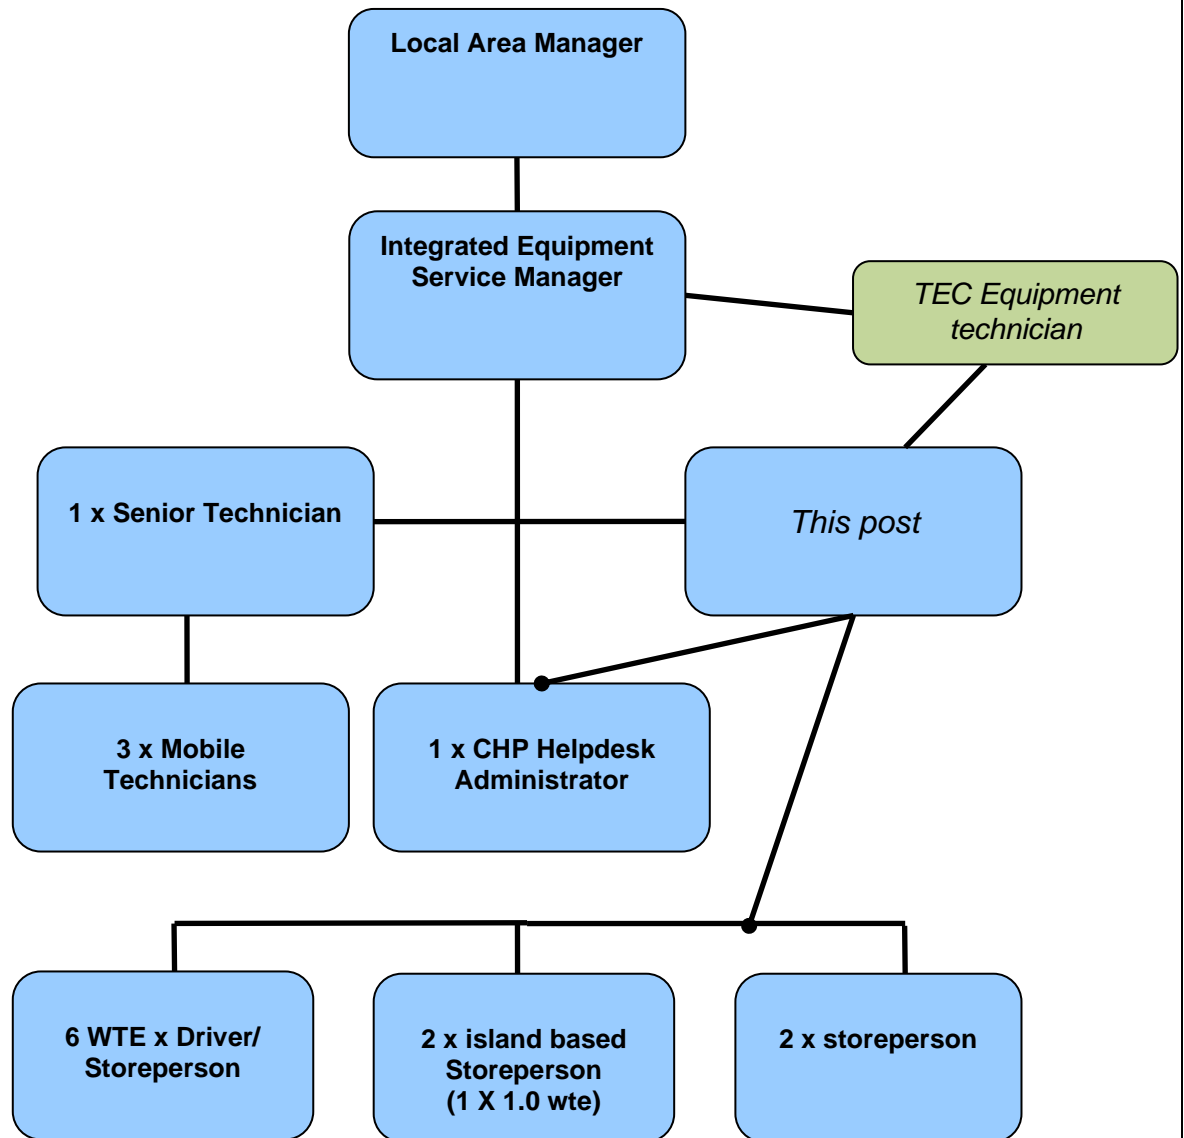 Local Area Manager
Integrated Equipment
Service Manager
TEC Equipment
technician
1 x Senior Technician
This post
3 x Mobile
Technicians
1 x CHP Helpdesk
Administrator
6 WTE x Driver/
Storeperson
2 x island based
Storeperson
(1 X 1.0 wte)
2 x storeperson